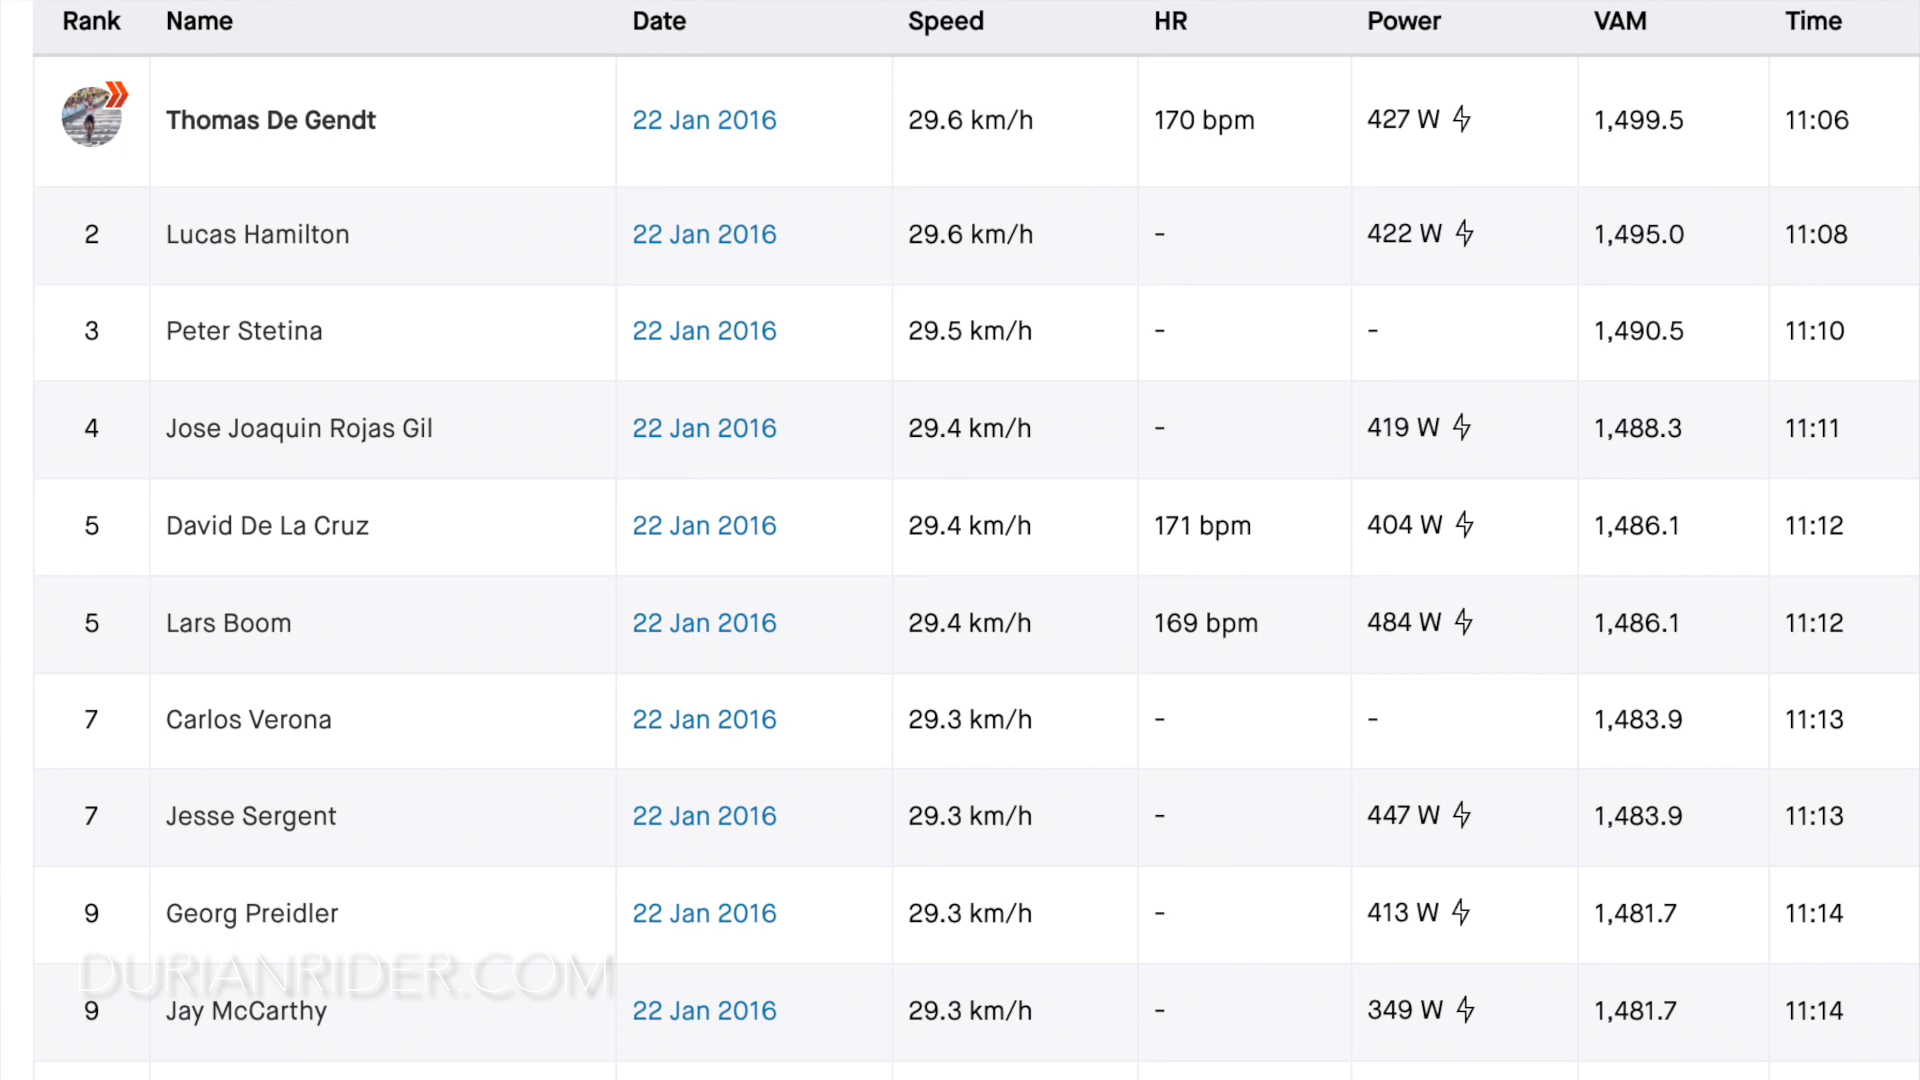 Rank Name Date Speed HR Power VAM Time
Thomas De Gendt 22 Jan 2016 29.6 km/h 170 bpm 427 W 1,499.5 11:06
2 Lucas Hamilton 22 Jan 2016 29.6 km/h - 422 W 1,495.0 11:08
3 Peter Stetina 22 Jan 2016 29.5 km/h - - 1,490.5 11:10
4 Jose Joaquin Rojas Gil 22 Jan 2016 29.4 km/h - 419 W 1,488.3 11:11
5 David De La Cruz 22 Jan 2016 29.4 km/h 171 bpm 404 W 1,486.1 11:12
5 Lars Boom 22 Jan 2016 29.4 km/h 169 bpm 484 W 1,486.1 11:12
7 Carlos Verona 22 Jan 2016 29.3 km/h - - 1,483.9 11:13
7 Jesse Sergent 22 Jan 2016 29.3 km/h - 447 W 1,483.9 11:13
9 Georg Preidler 22 Jan 2016 29.3 km/h - 413 W 1,481.7 11:14
DURIANRIDER.COM
9 Jay McCarthy 22 Jan 2016 29.3 km/h - 349 W 1,481.7 11:14